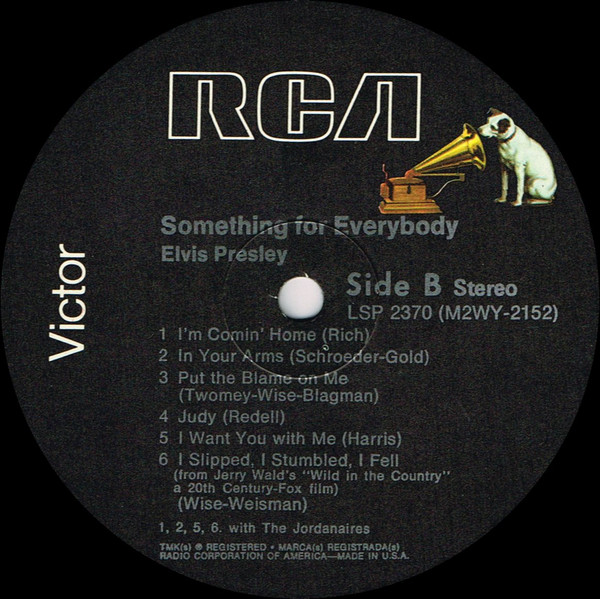 RCA
Victor
Something for Everybody
Elvis Presley
Side B Stereo
LSP 2370 (M2WY-2152)
1 I'm Comin' Home (Rich)
2 In Your Arms (Schroeder-Gold)
3 Put the Blame on Me
(Twomey-Wise-Blagman)
4 Judy (Redell)
5 I Want You with Me (Harris)
6 I Slipped, I Stumbled, I Fell
(from Jerry Wald's "Wild in the Country"
a 20th Century-Fox film)
(Wise-Weisman)
1, 2, 5, 6. with The Jordanaires
TMK(s) ® REGISTERED • MARCA(s) REGISTRADA(s)
RADIO CORPORATION OF AMERICA—MADE IN U.S.A.